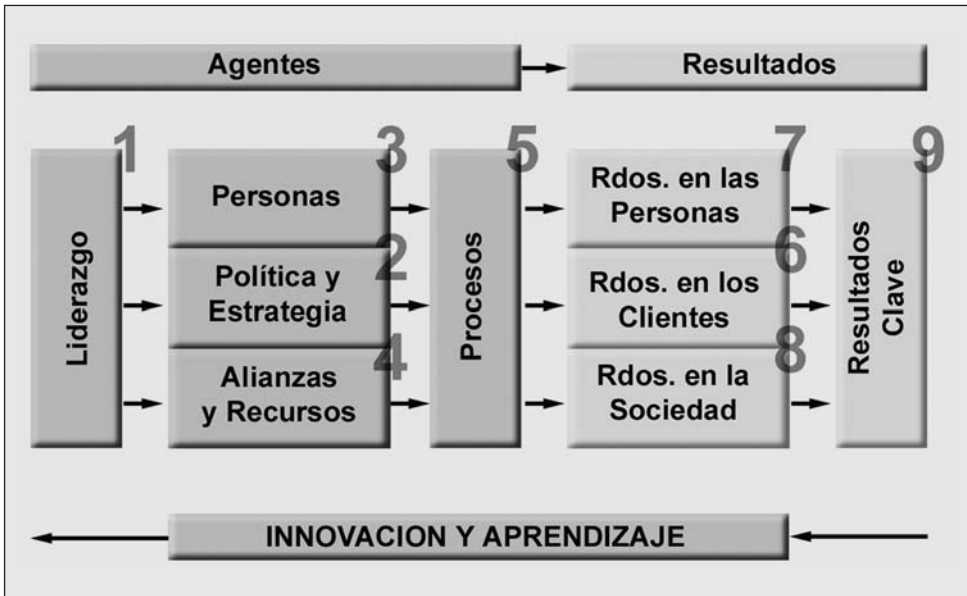 Agentes
Resultados
1
Liderazgo
3
Personas
2
Política y
Estrategia
4
Alianzas
y Recursos
5
Procesos
7
Rdos. en las
Personas
6
Rdos. en los
Clientes
8
Rdos. en la
Sociedad
9
Resultados
Clave
INNOVACION Y APRENDIZAJE